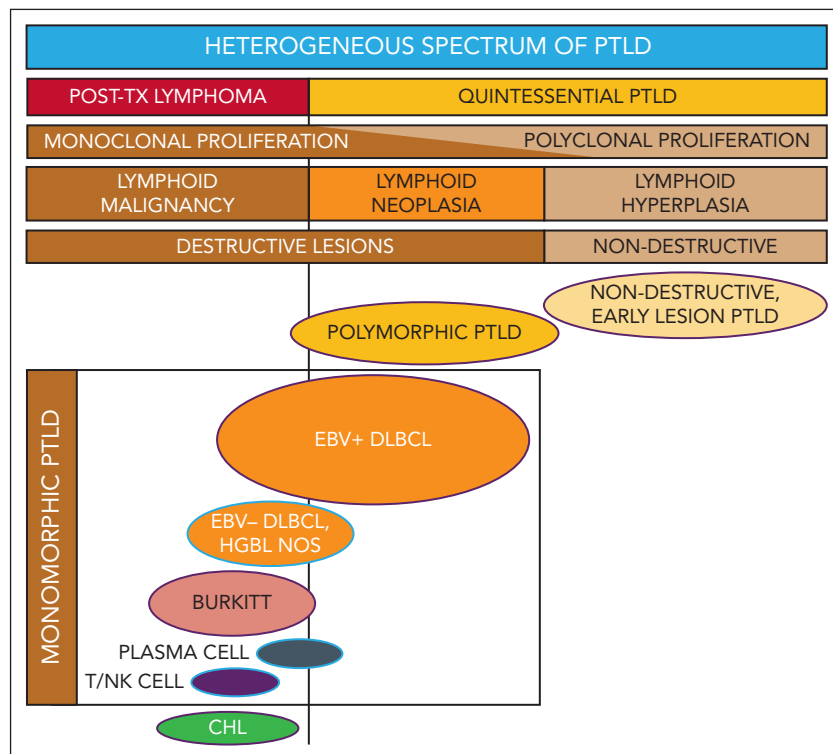 HETEROGENEOUS SPECTRUM OF PTLD
POST-TX LYMPHOMA
QUINTESSENTIAL PTLD
MONOCLONAL PROLIFERATION
POLYCLONAL PROLIFERATION
LYMPHOID
MALIGNANCY
LYMPHOID
NEOPLASIA
LYMPHOID
HYPERPLASIA
DESTRUCTIVE LESIONS
NON-DESTRUCTIVE
NON-DESTRUCTIVE,
EARLY LESION PTLD
POLYMORPHIC PTLD
MONOMORPHIC PTLD
EBV+ DLBCL
EBV– DLBCL,
HGBL NOS
BURKITT
PLASMA CELL
T/NK CELL
CHL